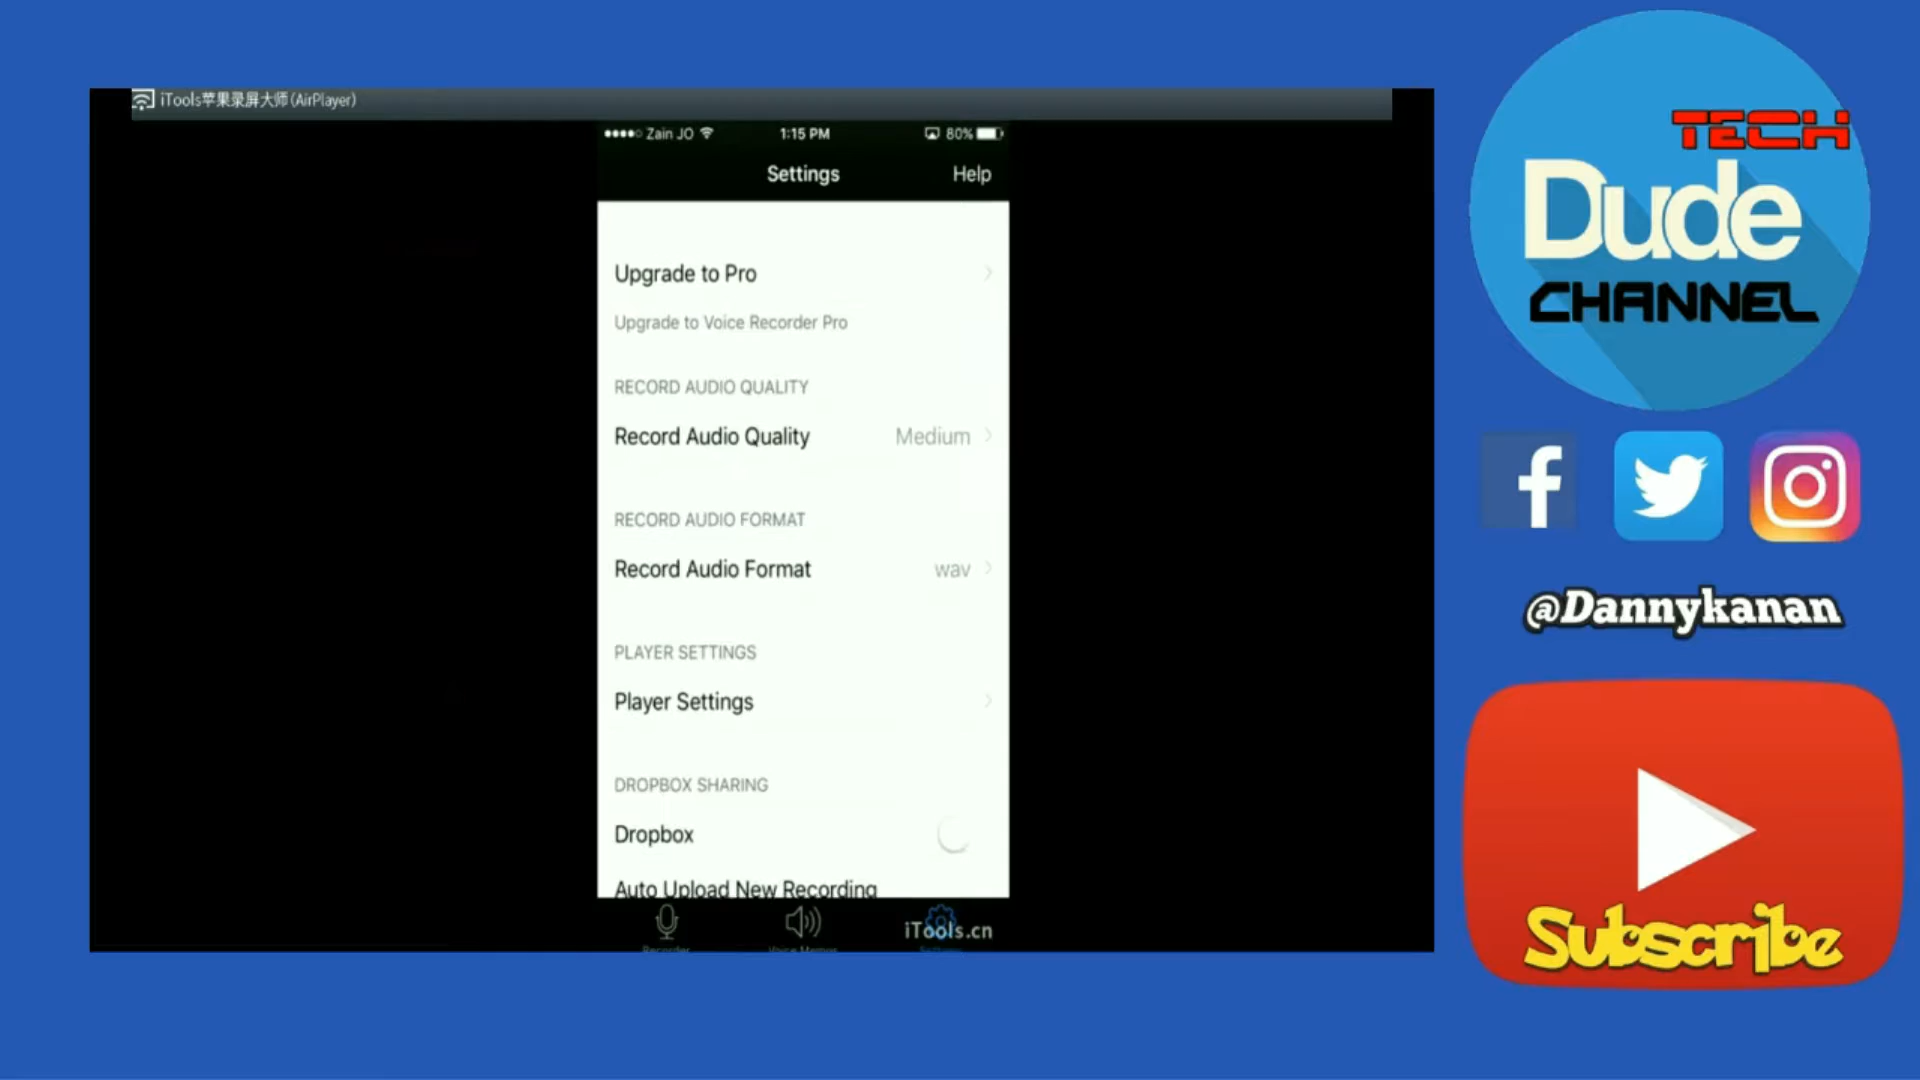 iTools苹果录屏大师(AirPlayer)
Zain JO
1:15 PM
80%
Settings
Help
Upgrade to Pro
Upgrade to Voice Recorder Pro
RECORD AUDIO QUALITY
Record Audio Quality
Medium
RECORD AUDIO FORMAT
Record Audio Format
wav
PLAYER SETTINGS
Player Settings
DROPBOX SHARING
Dropbox
Auto Upload New Recording
Recorder
Voice Memos
iTools.cn
TECH
Dude
CHANNEL
@Dannykanan
Subscribe